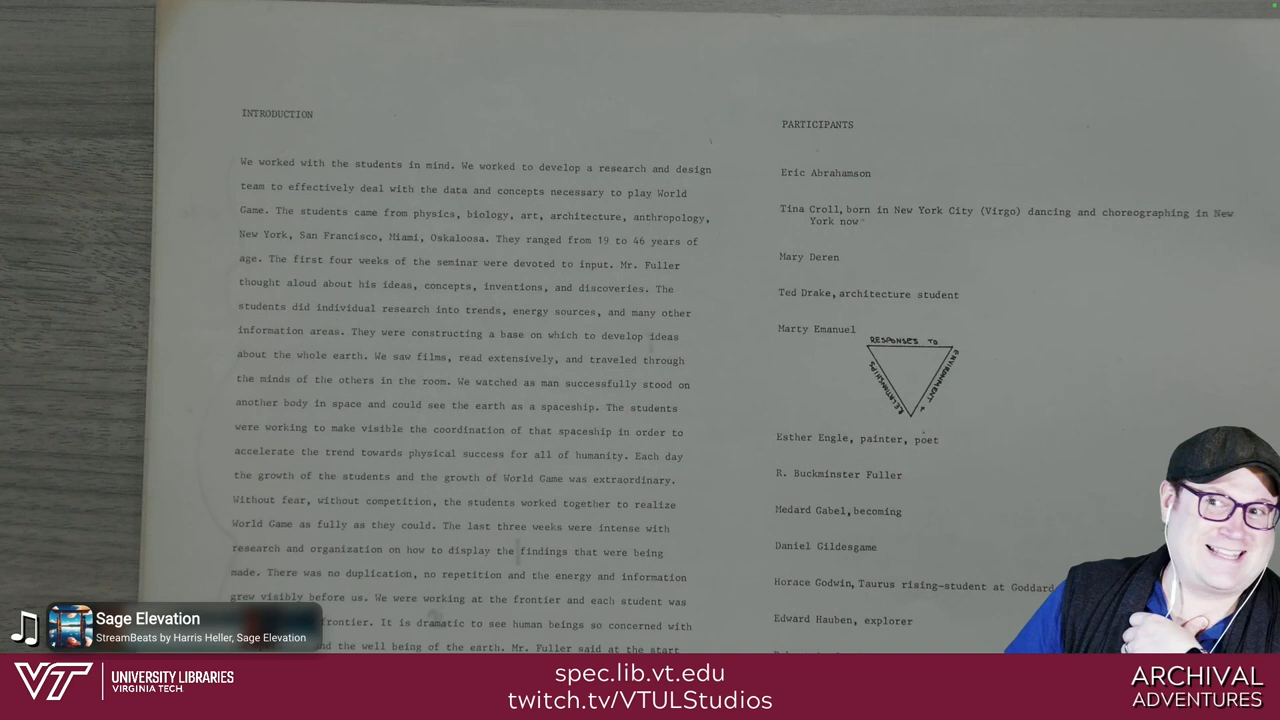 INTRODUCTION
We worked with the students in mind. We worked to develop a research and design
team to effectively deal with the data and concepts necessary to play World
Game. The students came from physics, biology, art, architecture, anthropology,
New York, San Francisco, Miami, Oskaloosa. They ranged from 19 to 46 years of
age. The first four weeks of the seminar were devoted to input. Mr. Fuller
thought aloud about his ideas, concepts, inventions, and discoveries. The
students did individual research into trends, energy sources, and many other
information areas. They were constructing a base on which to develop ideas
about the whole earth. We saw films, read extensively, and traveled through
the minds of the others in the room. We watched as man successfully stood on
another body in space and could see the earth as a spaceship. The students
were working to make visible the coordination of that spaceship in order to
accelerate the trend towards physical success for all of humanity. Each day
the growth of the students and the growth of World Game was extraordinary.
Without fear, without competition, the students worked together to realize
World Game as fully as they could. The last three weeks were intense with
research and organization on how to display the findings that were being
made. There was no duplication, no repetition and the energy and information
grew visibly before us. We were working at the frontier and each student was
frontier. It is dramatic to see human beings so concerned with
and the well being of the earth. Mr. Fuller said at the start
PARTICIPANTS
Eric Abrahamson
Tina Croll, born in New York City (Virgo) dancing and choreographing in New
York now
Mary Deren
Ted Drake, architecture student
Marty Emanuel
RESPONSES TO
ENVIRONMENT +
RELATIONSHIPS
Esther Engle, painter, poet
R. Buckminster Fuller
Medard Gabel, becoming
Daniel Gildesgame
Horace Godwin, Taurus rising-student at Goddard
Edward Hauben, explorer
Sage Elevation
StreamBeats by Harris Heller, Sage Elevation
VT
UNIVERSITY LIBRARIES
VIRGINIA TECH.
spec.lib.vt.edu
twitch.tv/VTULStudios
ARCHIVAL
ADVENTURES